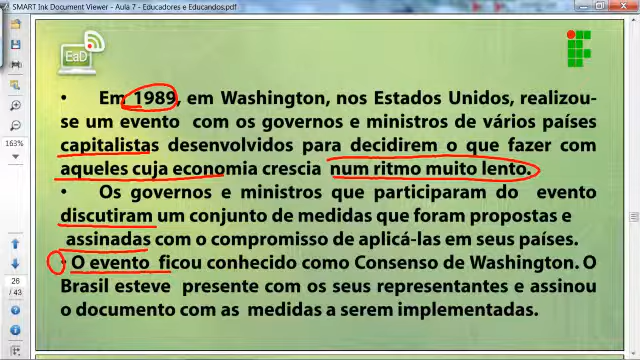 SMART Ink Document Viewer - Aula 7 - Educadores e Educandos.pdf
EaD
• Em 1989, em Washington, nos Estados Unidos, realizou-
se um evento com os governos e ministros de vários países
capitalistas desenvolvidos para decidirem o que fazer com
aqueles cuja economia crescia num ritmo muito lento.
• Os governos e ministros que participaram do evento
discutiram um conjunto de medidas que foram propostas e
assinadas com o compromisso de aplicá-las em seus países.
• O evento ficou conhecido como Consenso de Washington. O
Brasil esteve presente com os seus representantes e assinou
o documento com as medidas a serem implementadas.
163%
26
/ 43